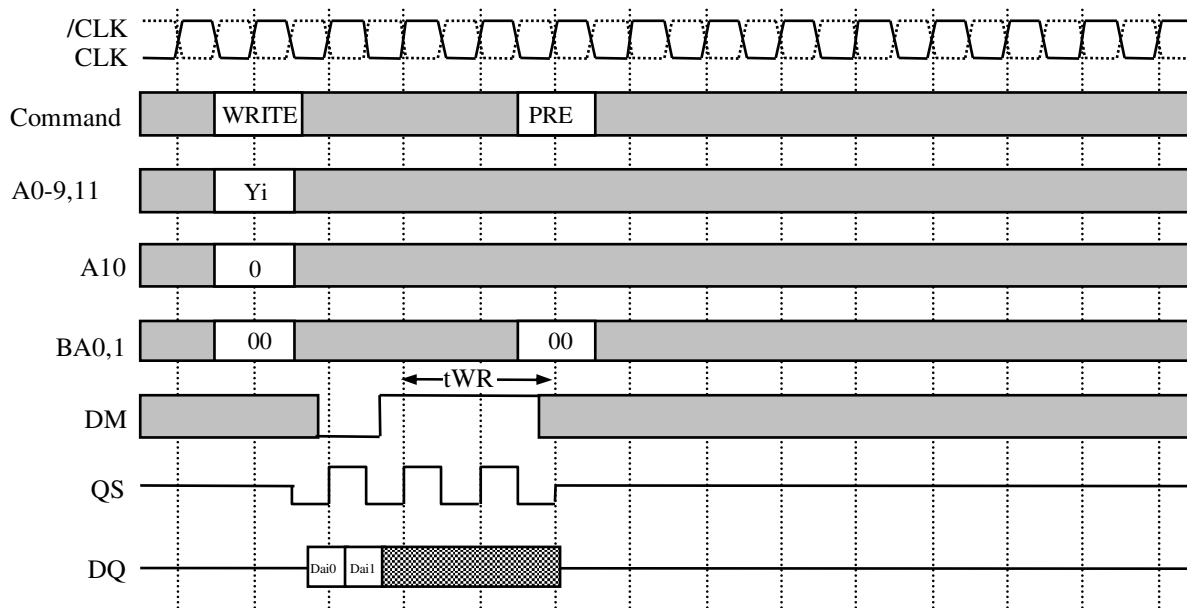 /CLK
CLK
Command WRITE PRE
A0-9,11 Yi
A10 0
BA0,1 00 00
tWR
DM
QS
DQ Dai0 Dai1